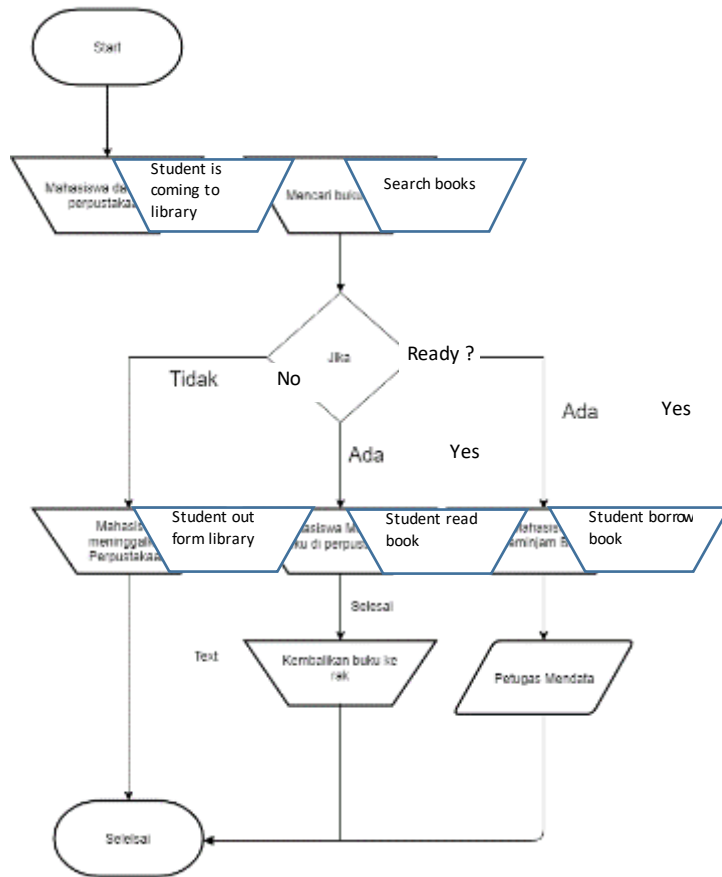 Start
Mahasiswa da
perpustakaa
Student is
coming to
library
Mencari buku
Search books
Jika
Ready ?
Tidak
No
Ada
Yes
Ada
Yes
Mahasis
meninggalk
Perpustakaa
Student out
form library
asiswa M
ku di perpus
Student read
book
Mahasis
eminjam B
Student borrow
book
Selesai
Text
Kembalikan buku ke
rak
Petugas Mendata
Selelsai